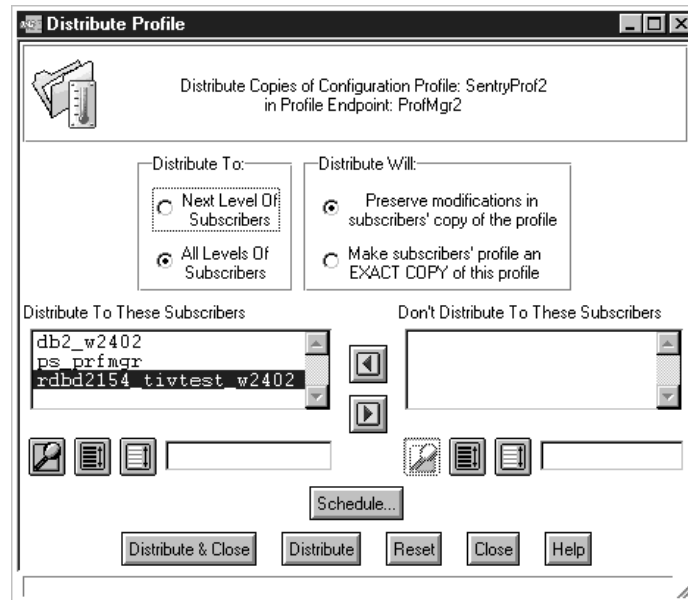 Distribute Profile
Distribute Copies of Configuration Profile: SentryProf2
in Profile Endpoint: ProfMgr2
Distribute To:
Next Level Of
Subscribers
All Levels Of
Subscribers
Distribute Will:
Preserve modifications in
subscribers' copy of the profile
Make subscribers' profile an
EXACT COPY of this profile
Distribute To These Subscribers
db2_w2402
ps_prfmgr
rdbd2154_tivtest_w2402
Don't Distribute To These Subscribers
Schedule...
Distribute & Close
Distribute
Reset
Close
Help